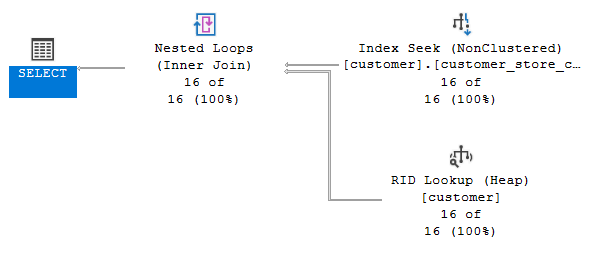 SELECT
Nested Loops
(Inner Join)
16 of
16 (100%)
Index Seek (NonClustered)
[customer].[customer_store_c…
16 of
16 (100%)
RID Lookup (Heap)
[customer]
16 of
16 (100%)